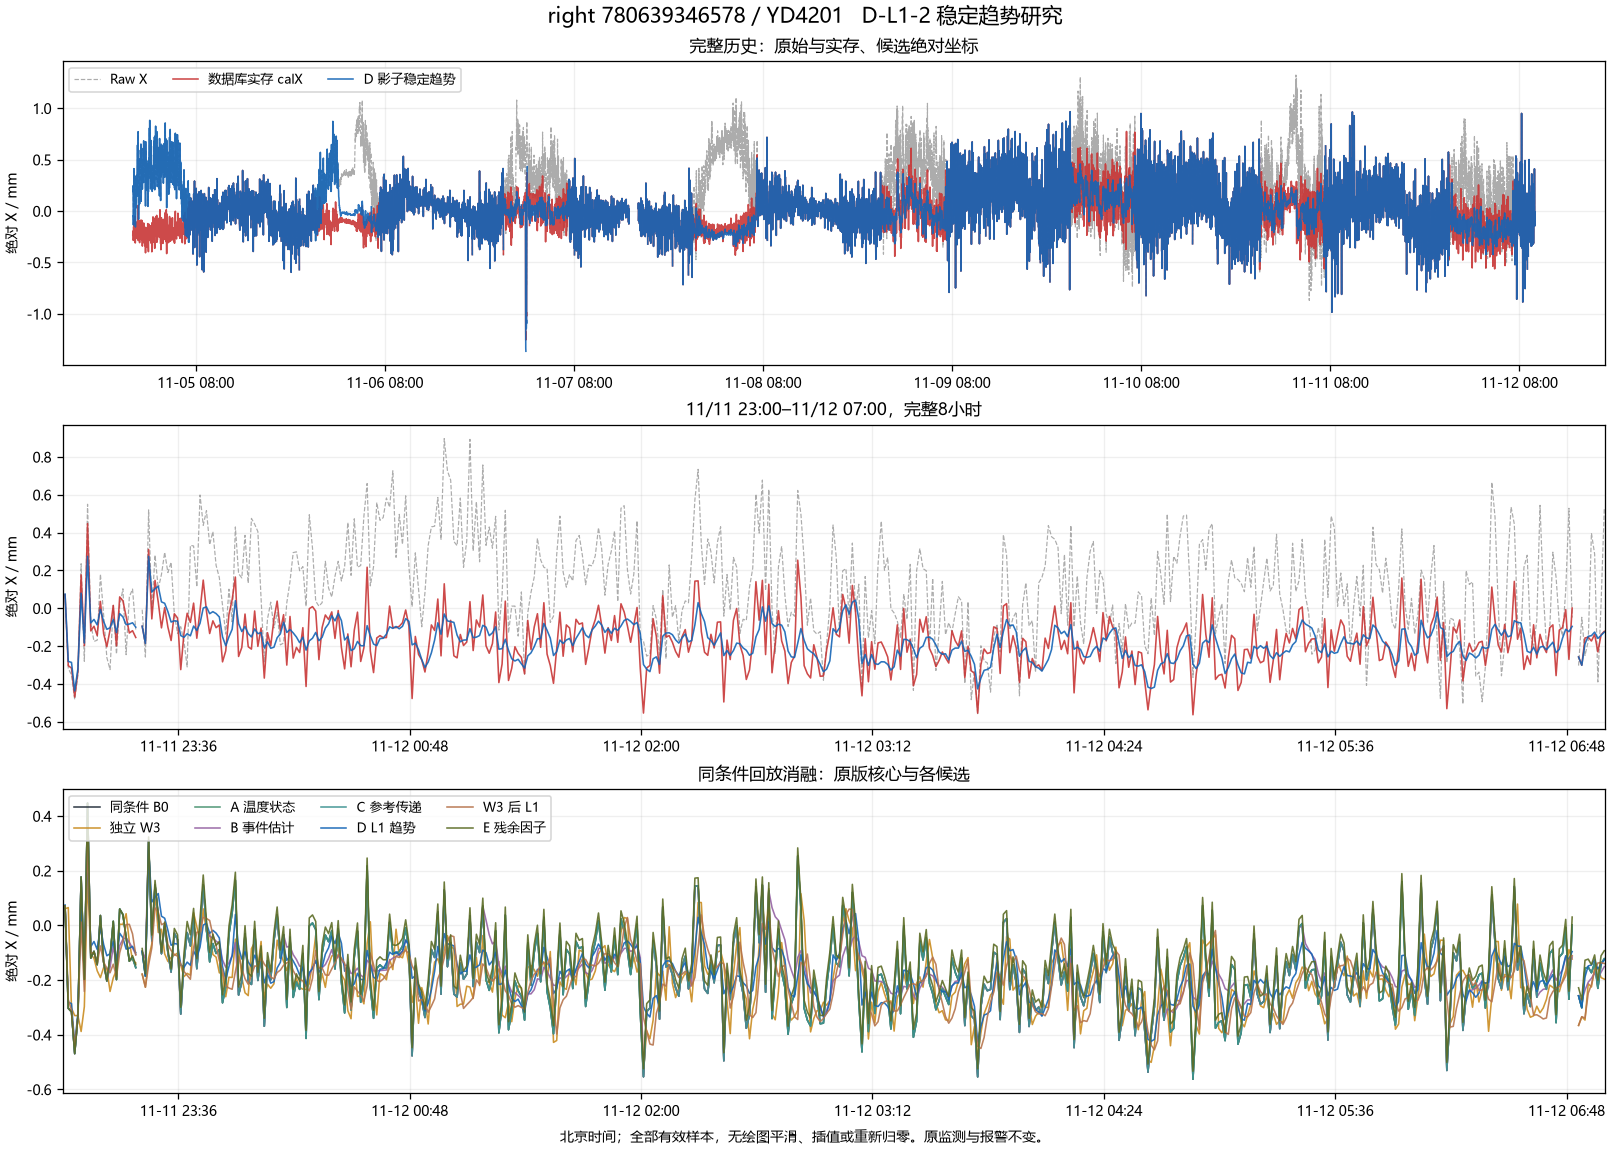 right 780639346578 / YD4201   D-L1-2 稳定趋势研究
完整历史：原始与实存、候选绝对坐标
Raw X
数据库实存 calX
D 影子稳定趋势
绝对 X / mm
1.0
0.5
0.0
-0.5
-1.0
11-05 08:00
11-06 08:00
11-07 08:00
11-08 08:00
11-09 08:00
11-10 08:00
11-11 08:00
11-12 08:00
11/11 23:00–11/12 07:00，完整8小时
绝对 X / mm
0.8
0.6
0.4
0.2
0.0
-0.2
-0.4
-0.6
11-11 23:36
11-12 00:48
11-12 02:00
11-12 03:12
11-12 04:24
11-12 05:36
11-12 06:48
同条件回放消融：原版核心与各候选
同条件 B0
A 温度状态
C 参考传递
W3 后 L1
独立 W3
B 事件估计
D L1 趋势
E 残余因子
绝对 X / mm
0.4
0.2
0.0
-0.2
-0.4
-0.6
11-11 23:36
11-12 00:48
11-12 02:00
11-12 03:12
11-12 04:24
11-12 05:36
11-12 06:48
北京时间；全部有效样本，无绘图平滑、插值或重新归零。原监测与报警不变。